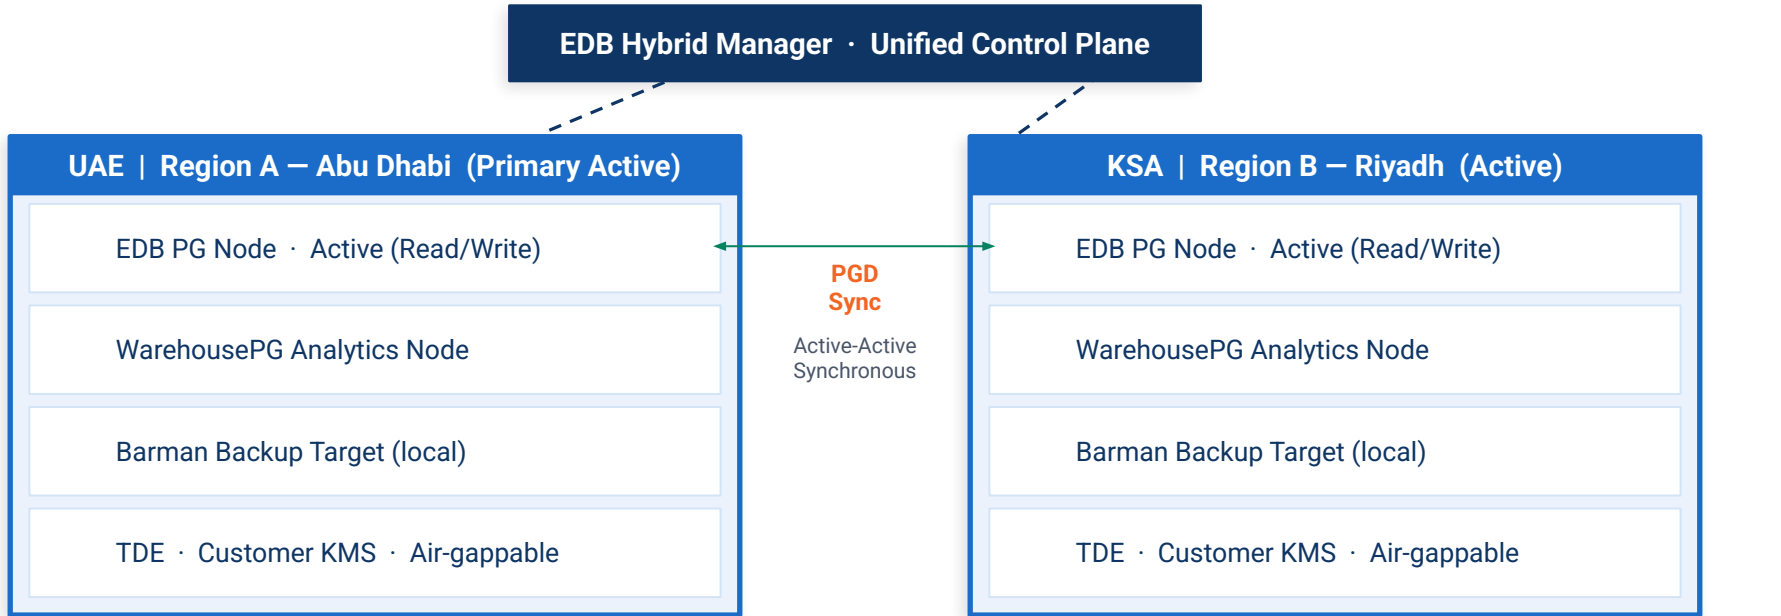 EDB Hybrid Manager · Unified Control Plane
UAE | Region A — Abu Dhabi (Primary Active)
EDB PG Node · Active (Read/Write)
WarehousePG Analytics Node
Barman Backup Target (local)
TDE · Customer KMS · Air-gappable
PGD
Sync
Active-Active
Synchronous
KSA | Region B — Riyadh (Active)
EDB PG Node · Active (Read/Write)
WarehousePG Analytics Node
Barman Backup Target (local)
TDE · Customer KMS · Air-gappable